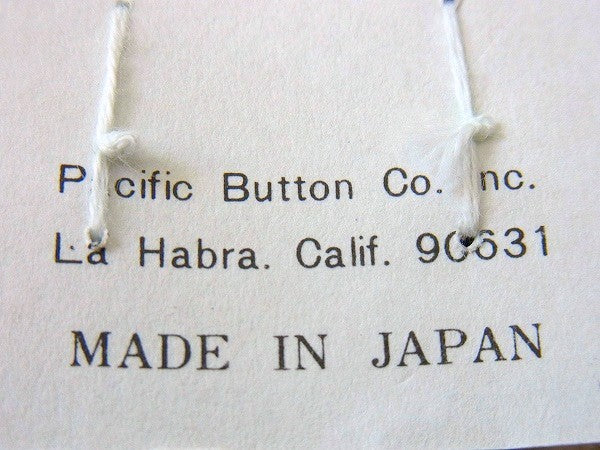 Pacific Button Co. Inc.
La Habra. Calif. 90631
MADE IN JAPAN